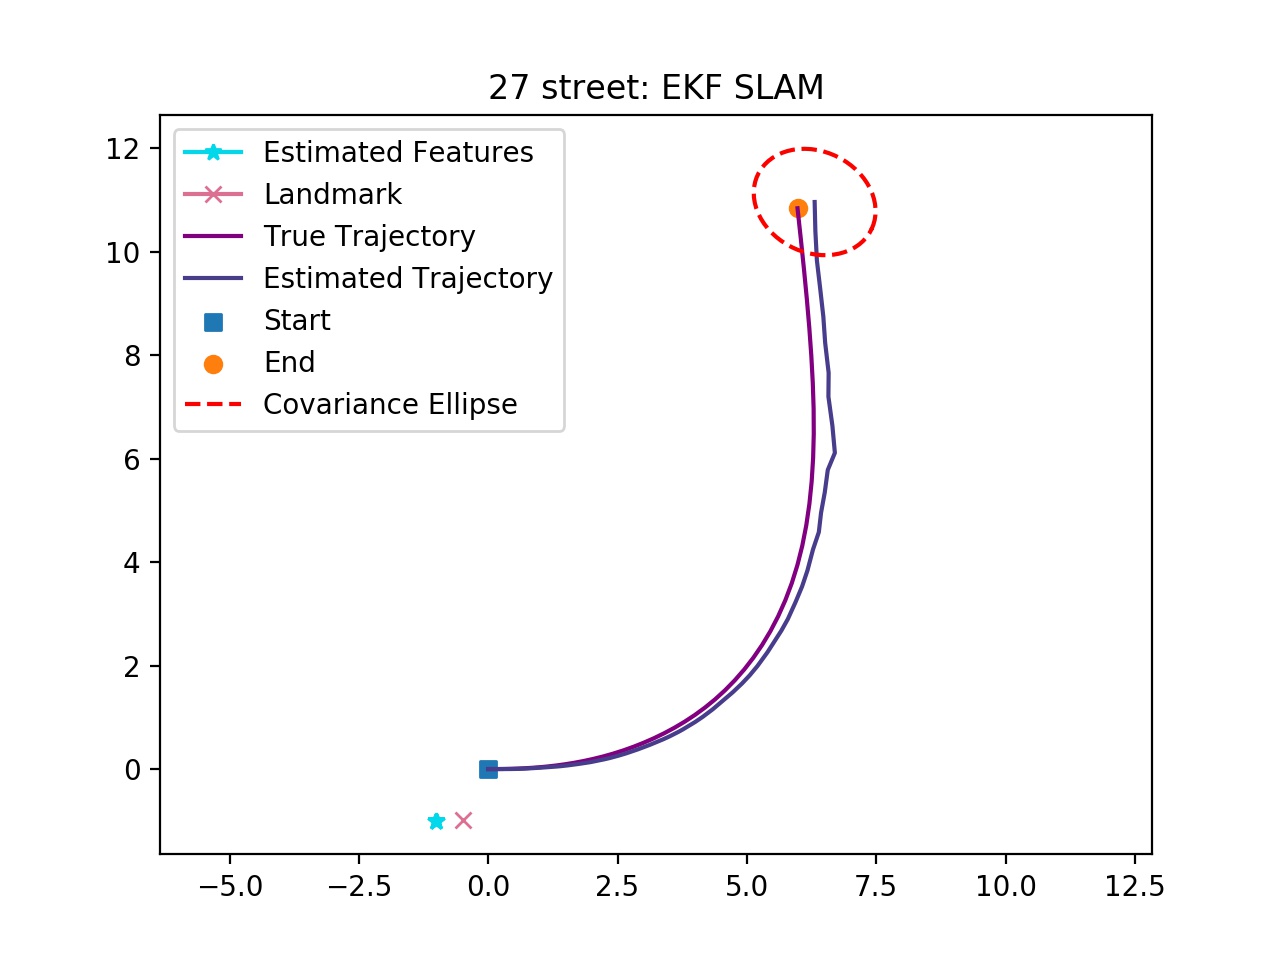 27 street: EKF SLAM
Estimated Features
Landmark
True Trajectory
Estimated Trajectory
Start
End
Covariance Ellipse
12
10
8
6
4
2
0
−5.0 −2.5 0.0 2.5 5.0 7.5 10.0 12.5